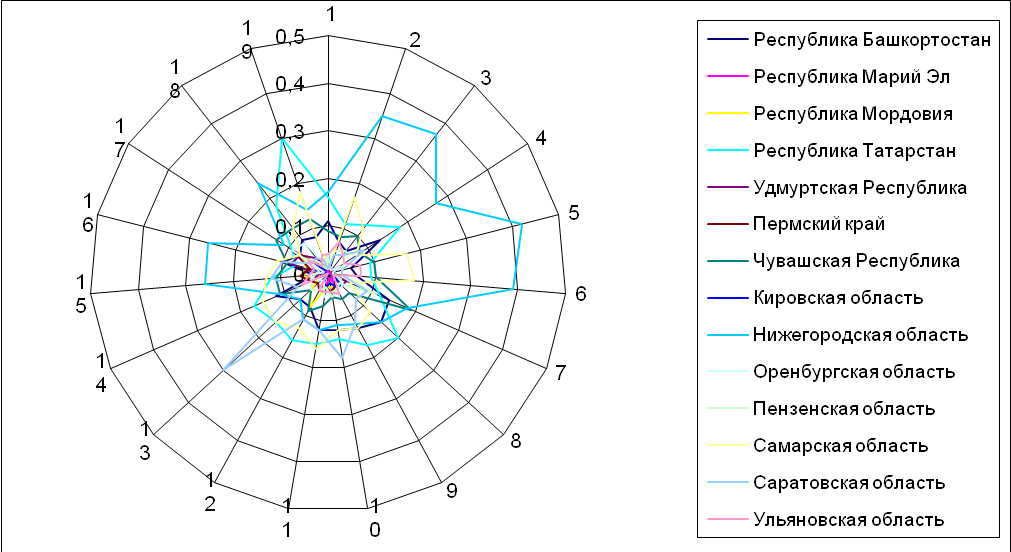 1
2
3
4
5
6
7
8
9
1
0
1
1
1
2
1
3
1
4
1
5
1
6
1
7
1
8
1
9
0,5
0,4
0,3
0,2
0,1
0
Республика Башкортостан
Республика Марий Эл
Республика Мордовия
Республика Татарстан
Удмуртская Республика
Пермский край
Чувашская Республика
Кировская область
Нижегородская область
Оренбургская область
Пензенская область
Самарская область
Саратовская область
Ульяновская область